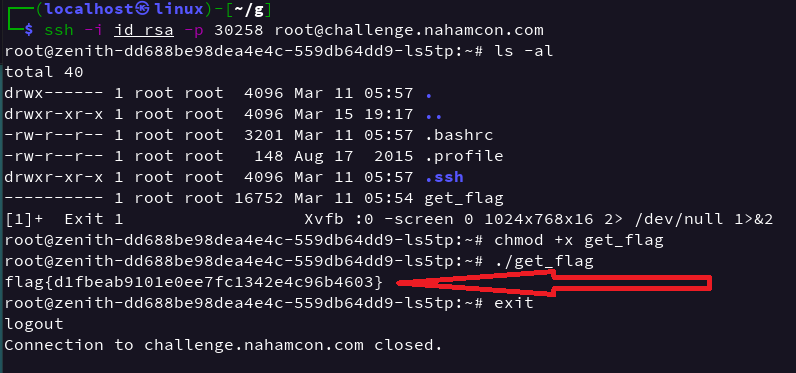 ┌──(localhost㉿linux)-[~/g]
└─$ ssh -i id_rsa -p 30258 root@challenge.nahamcon.com
root@zenith-dd688be98dea4e4c-559db64dd9-ls5tp:~# ls -al
total 40
drwx------ 1 root root  4096 Mar 11 05:57 .
drwxr-xr-x 1 root root  4096 Mar 15 19:17 ..
-rw-r--r-- 1 root root  3201 Mar 11 05:57 .bashrc
-rw-r--r-- 1 root root   148 Aug 17  2015 .profile
drwxr-xr-x 1 root root  4096 Mar 11 05:57 .ssh
---------- 1 root root 16752 Mar 11 05:54 get_flag
[1]+  Exit 1                  Xvfb :0 -screen 0 1024x768x16 2> /dev/null 1>&2
root@zenith-dd688be98dea4e4c-559db64dd9-ls5tp:~# chmod +x get_flag
root@zenith-dd688be98dea4e4c-559db64dd9-ls5tp:~# ./get_flag
flag{d1fbeab9101e0ee7fc1342e4c96b4603}
root@zenith-dd688be98dea4e4c-559db64dd9-ls5tp:~# exit
logout
Connection to challenge.nahamcon.com closed.